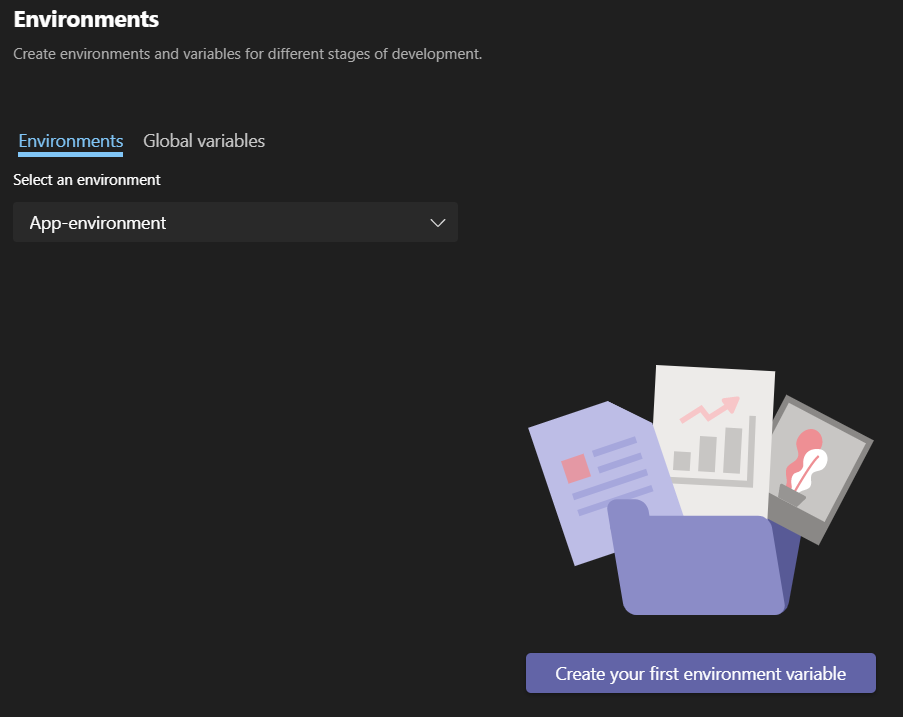 Environments
Create environments and variables for different stages of development.
Environments
Global variables
Select an environment
App-environment
Create your first environment variable